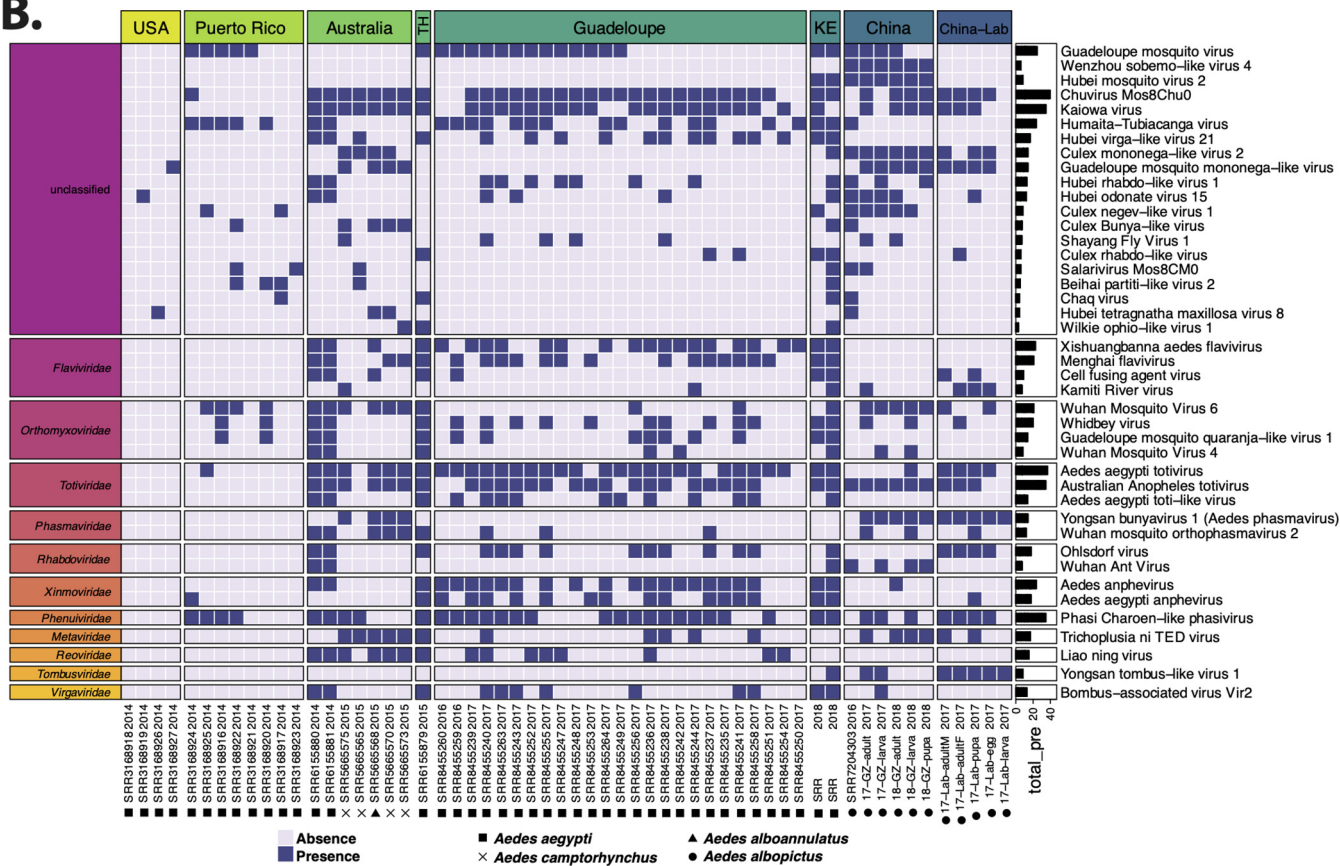 B.
USA Puerto Rico Australia TH Guadeloupe KE China China–Lab
unclassified
Guadeloupe mosquito virus
Wenzhou sobemo–like virus 4
Hubei mosquito virus 2
Chuvirus Mos8Chu0
Kaiowa virus
Humaita–Tubiacanga virus
Hubei virga–like virus 21
Culex mononega–like virus 2
Guadeloupe mosquito mononega–like virus
Hubei rhabdo–like virus 1
Hubei odonate virus 15
Culex negev–like virus 1
Culex Bunya–like virus
Shayang Fly Virus 1
Culex rhabdo–like virus
Salarivirus Mos8CM0
Beihai partiti–like virus 2
Chaq virus
Hubei tetragnatha maxillosa virus 8
Wilkie ophio–like virus 1
Flaviviridae
Xishuangbanna aedes flavivirus
Menghai flavivirus
Cell fusing agent virus
Kamiti River virus
Orthomyxoviridae
Wuhan Mosquito Virus 6
Whidbey virus
Guadeloupe mosquito quaranja–like virus 1
Wuhan Mosquito Virus 4
Totiviridae
Aedes aegypti totivirus
Australian Anopheles totivirus
Aedes aegypti toti–like virus
Phasmaviridae
Yongsan bunyavirus 1 (Aedes phasmavirus)
Wuhan mosquito orthophasmavirus 2
Rhabdoviridae
Ohlsdorf virus
Wuhan Ant Virus
Xinmoviridae
Aedes anphevirus
Aedes aegypti anphevirus
Phenuiviridae
Phasi Charoen–like phasivirus
Metaviridae
Trichoplusia ni TED virus
Reoviridae
Liao ning virus
Tombusviridae
Yongsan tombus–like virus 1
Virgaviridae
Bombus–associated virus Vir2
0 20 40
total_pre
SRR3168918 2014
SRR3168919 2014
SRR3168926 2014
SRR3168927 2014
SRR3168924 2014
SRR3168925 2014
SRR3168916 2014
SRR3168922 2014
SRR3168921 2014
SRR3168920 2014
SRR3168917 2014
SRR3168923 2014
SRR6155880 2014
SRR6155881 2014
SRR5665575 2015
SRR5665565 2015
SRR5665568 2015
SRR5665570 2015
SRR5665573 2015
SRR6155879 2015
SRR8455260 2016
SRR8455259 2016
SRR8455239 2017
SRR8455240 2017
SRR8455263 2017
SRR8455243 2017
SRR8455252 2017
SRR8455255 2017
SRR8455247 2017
SRR8455248 2017
SRR8455253 2017
SRR8455264 2017
SRR8455249 2017
SRR8455265 2017
SRR8455236 2017
SRR8455238 2017
SRR8455242 2017
SRR8455244 2017
SRR8455237 2017
SRR8455235 2017
SRR8455241 2017
SRR8455258 2017
SRR8455251 2017
SRR8455254 2017
SRR8455250 2017
SRR 2018
SRR 2018
SRR7204303 2016
17–GZ–adult 2017
17–GZ–larva 2017
18–GZ–adult 2018
18–GZ–larva 2018
18–GZ–pupa 2018
17–Lab–adultM 2017
17–Lab–adultF 2017
17–Lab–pupa 2017
17–Lab–egg 2017
17–Lab–larva 2017
Absence
Presence
Aedes aegypti
Aedes camptorhynchus
Aedes alboannulatus
Aedes albopictus